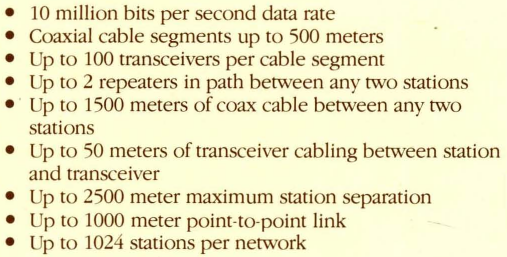 • 10 million bits per second data rate
• Coaxial cable segments up to 500 meters
• Up to 100 transceivers per cable segment
• Up to 2 repeaters in path between any two stations
• Up to 1500 meters of coax cable between any two
stations
• Up to 50 meters of transceiver cabling between station
and transceiver
• Up to 2500 meter maximum station separation
• Up to 1000 meter point-to-point link
• Up to 1024 stations per network